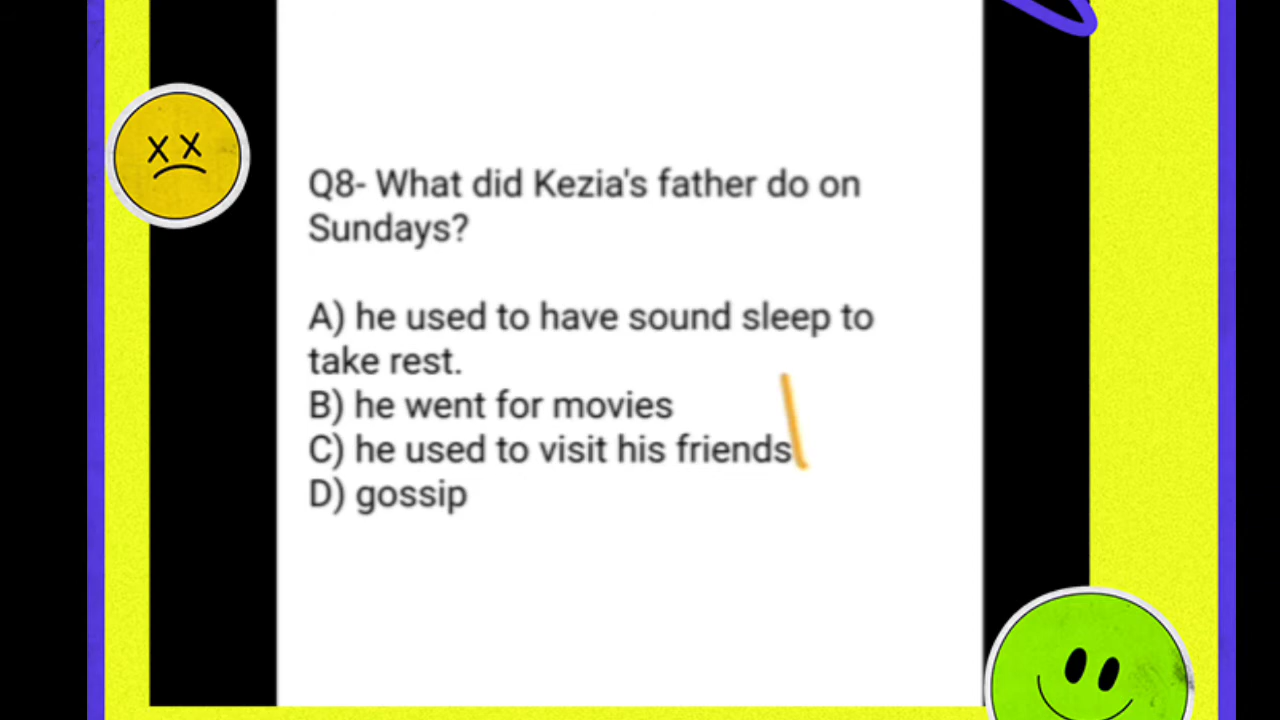 Q8- What did Kezia's father do on
Sundays?
A) he used to have sound sleep to
take rest.
B) he went for movies
C) he used to visit his friends
D) gossip